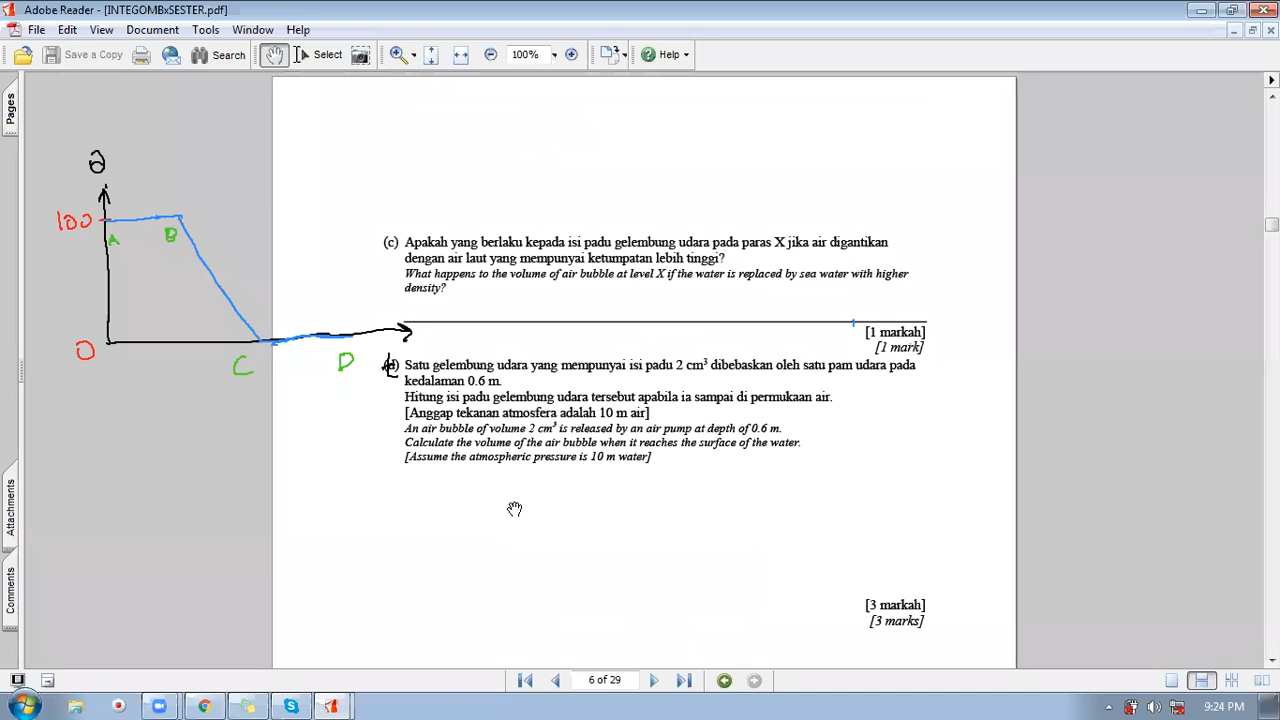 Adobe Reader - [INTEGOMBxSESTER.pdf]
File Edit View Document Tools Window Help
Save a Copy Search Select 100% Help
Pages
Attachments
Comments
100
A
B
O
C
D
(c) Apakah yang berlaku kepada isi padu gelembung udara pada paras X jika air digantikan
dengan air laut yang mempunyai ketumpatan lebih tinggi?
What happens to the volume of air bubble at level X if the water is replaced by sea water with higher
density?
[1 markah]
[1 mark]
Satu gelembung udara yang mempunyai isi padu 2 cm³ dibebaskan oleh satu pam udara pada
kedalaman 0.6 m.
Hitung isi padu gelembung udara tersebut apabila ia sampai di permukaan air.
[Anggap tekanan atmosfera adalah 10 m air]
An air bubble of volume 2 cm³ is released by an air pump at depth of 0.6 m.
Calculate the volume of the air bubble when it reaches the surface of the water.
[Assume the atmospheric pressure is 10 m water]
[3 markah]
[3 marks]
6 of 29
9:24 PM